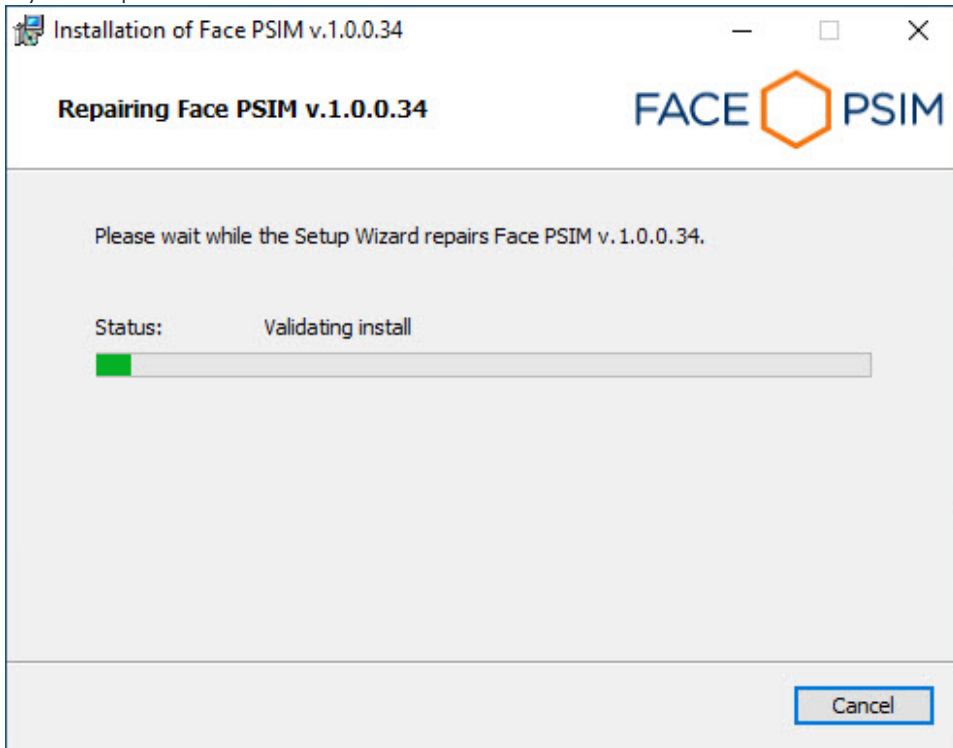 Installation of Face PSIM v.1.0.0.34
Repairing Face PSIM v.1.0.0.34
FACE PSIM
Please wait while the Setup Wizard repairs Face PSIM v.1.0.0.34.
Status: Validating install
Cancel